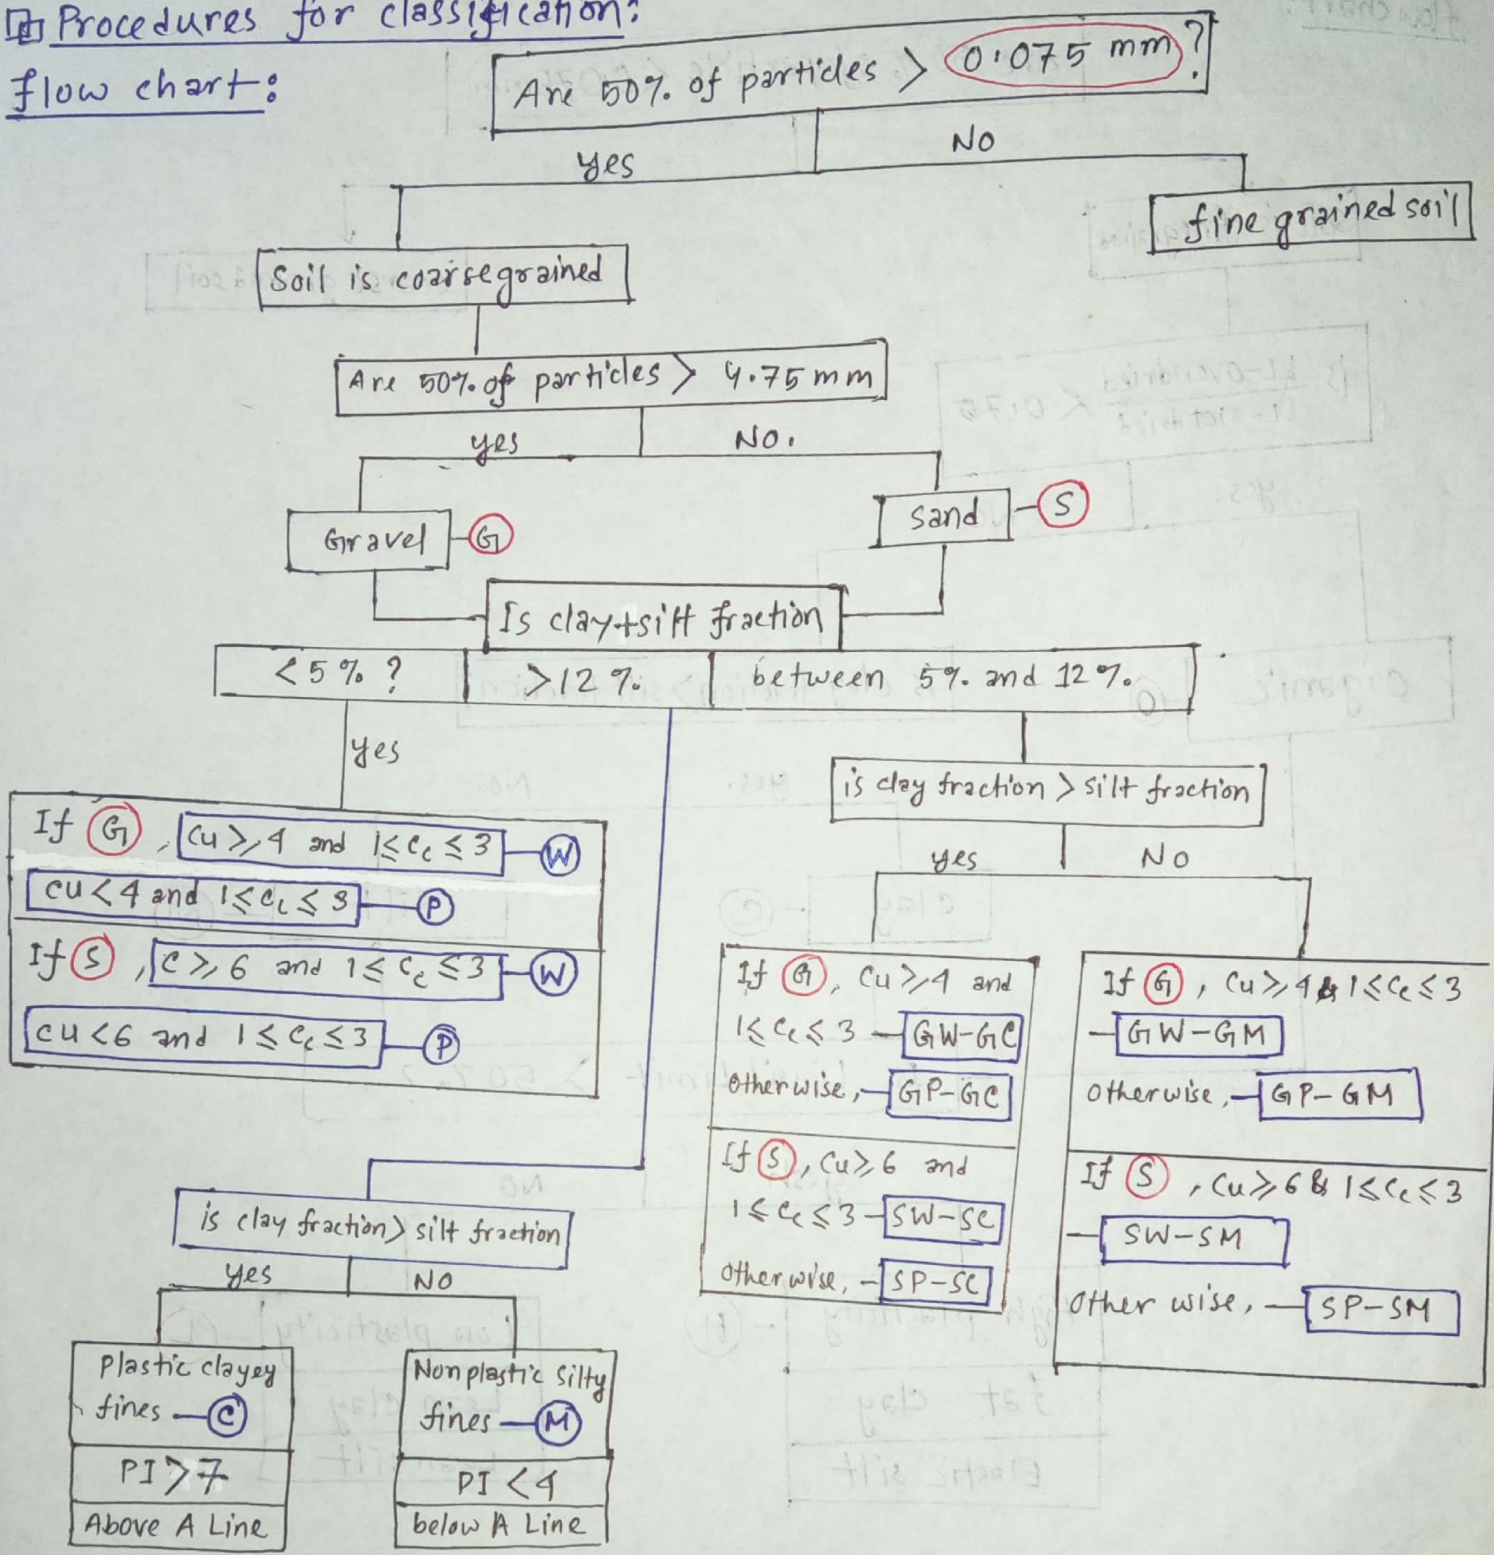 Procedures for classification:
flow chart:
Are 50% of particles > 0.075 mm?
yes
No
fine grained soil
Soil is coarse grained
Are 50% of particles > 4.75 mm
yes
No.
Gravel
G
sand
S
Is clay+silt fraction
<5%?
>12%
between 5% and 12%.
yes
is clay fraction > silt fraction
yes
No
If G, Cu ≥ 4 and 1 ≤ Cc ≤ 3 W
Cu < 4 and 1 ≤ Cc ≤ 3 P
If S, C ≥ 6 and 1 ≤ Cc ≤ 3 W
Cu < 6 and 1 ≤ Cc ≤ 3 P
If G, Cu ≥ 4 and
1 ≤ Cc ≤ 3 GW-GC
Otherwise, GP-GC
If S, Cu ≥ 6 and
1 ≤ Cc ≤ 3 SW-SC
Otherwise, SP-SC
If G, Cu ≥ 4 & 1 ≤ Cc ≤ 3
GW-GM
Otherwise, GP-GM
If S, Cu ≥ 6 & 1 ≤ Cc ≤ 3
SW-SM
Other wise, SP-SM
is clay fraction > silt fraction
yes
No
Plastic clayey
fines C
PI > 7
Above A Line
Nonplastic silty
fines M
PI < 4
below A Line